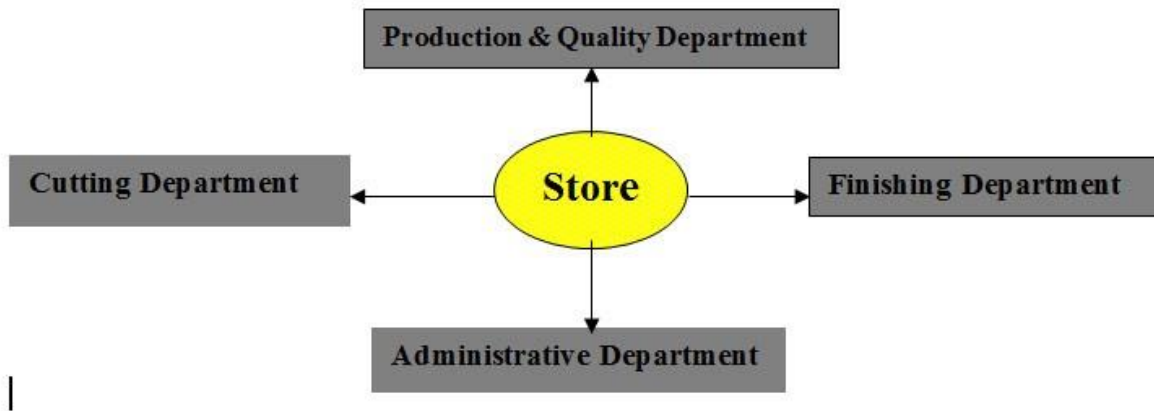 Production & Quality Department
Cutting Department
Store
Finishing Department
Administrative Department